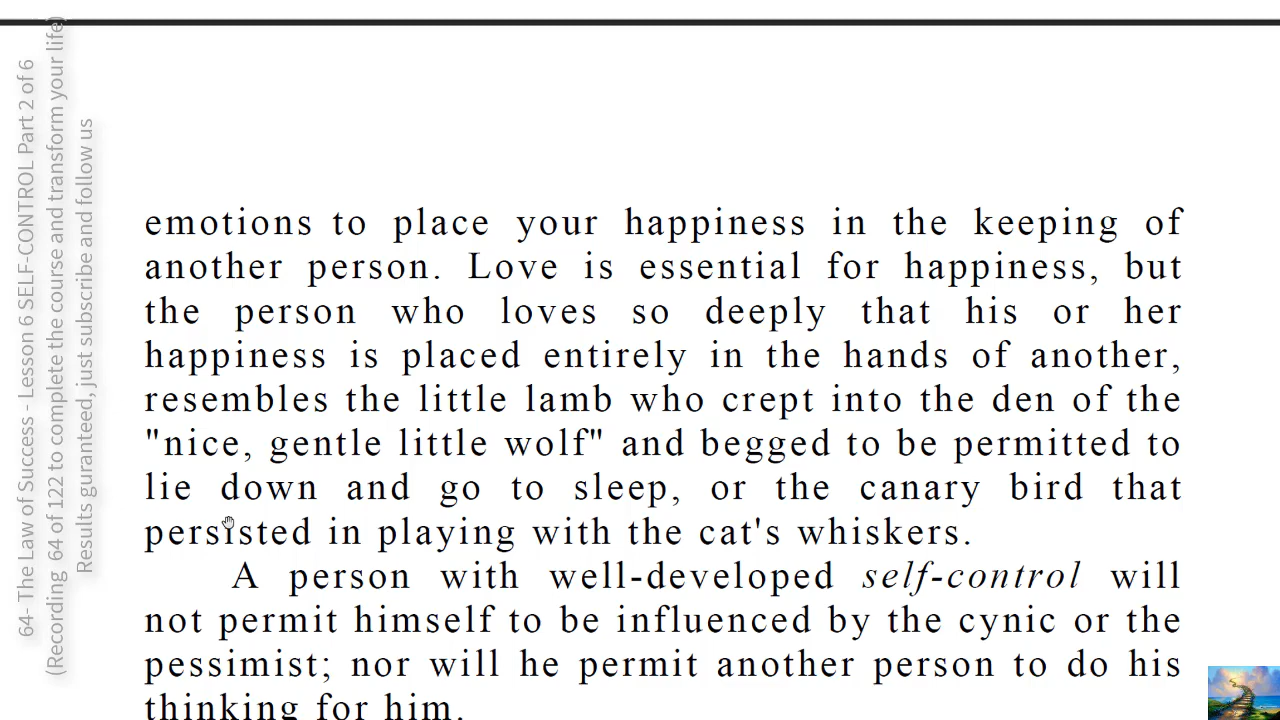 64- The Law of Success - Lesson 6 SELF-CONTROL Part 2 of 6
(Recording 64 of 122 to complete the course and transform your life)
Results guranteed, just subscribe and follow us
emotions to place your happiness in the keeping of
another person. Love is essential for happiness, but
the person who loves so deeply that his or her
happiness is placed entirely in the hands of another,
resembles the little lamb who crept into the den of the
"nice, gentle little wolf" and begged to be permitted to
lie down and go to sleep, or the canary bird that
persisted in playing with the cat's whiskers.
A person with well-developed self-control will
not permit himself to be influenced by the cynic or the
pessimist; nor will he permit another person to do his
thinking for him.